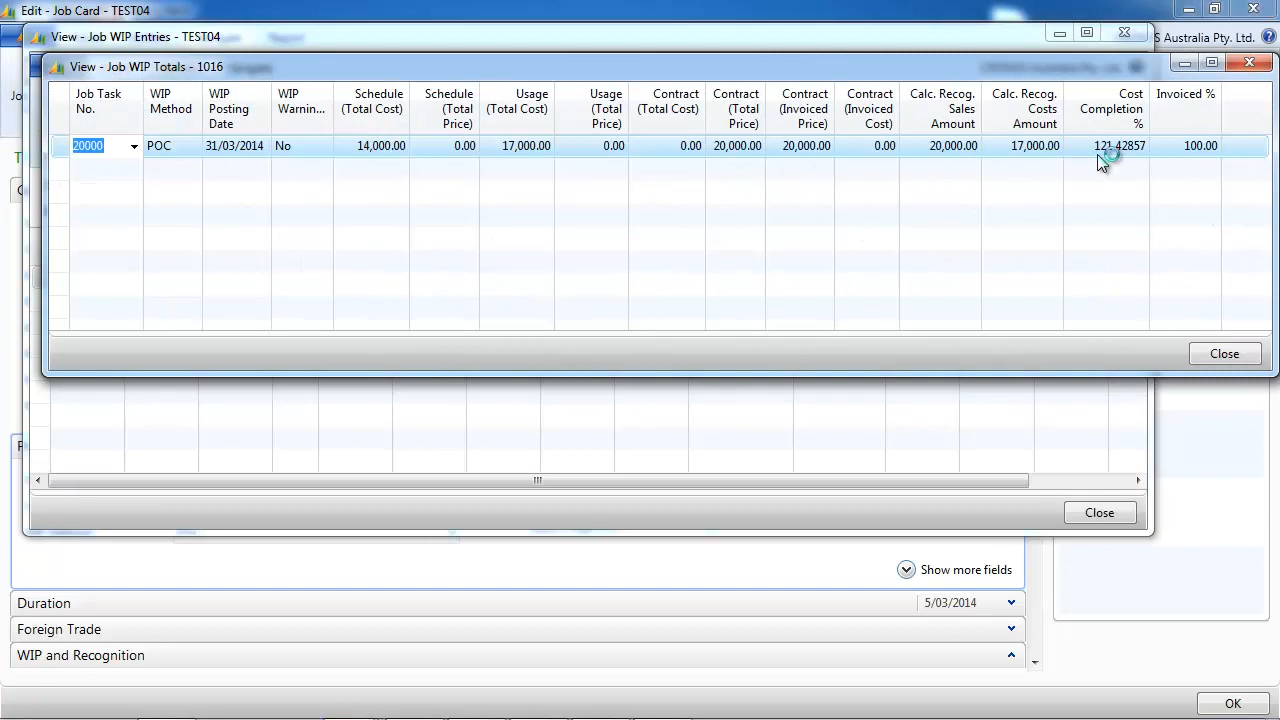 Edit - Job Card - TEST04
View - Job WIP Entries - TEST04
S Australia Pty. Ltd.
View - Job WIP Totals - 1016
Job Task No.
WIP Method
WIP Posting Date
WIP Warnin...
Schedule (Total Cost)
Schedule (Total Price)
Usage (Total Cost)
Usage (Total Price)
Contract (Total Cost)
Contract (Total Price)
Contract (Invoiced Price)
Contract (Invoiced Cost)
Calc. Recog. Sales Amount
Calc. Recog. Costs Amount
Cost Completion %
Invoiced %
20000 POC 31/03/2014 No 14,000.00 0.00 17,000.00 0.00 0.00 20,000.00 20,000.00 0.00 20,000.00 17,000.00 121.42857 100.00
Close
Close
Show more fields
Duration 5/03/2014
Foreign Trade
WIP and Recognition
OK